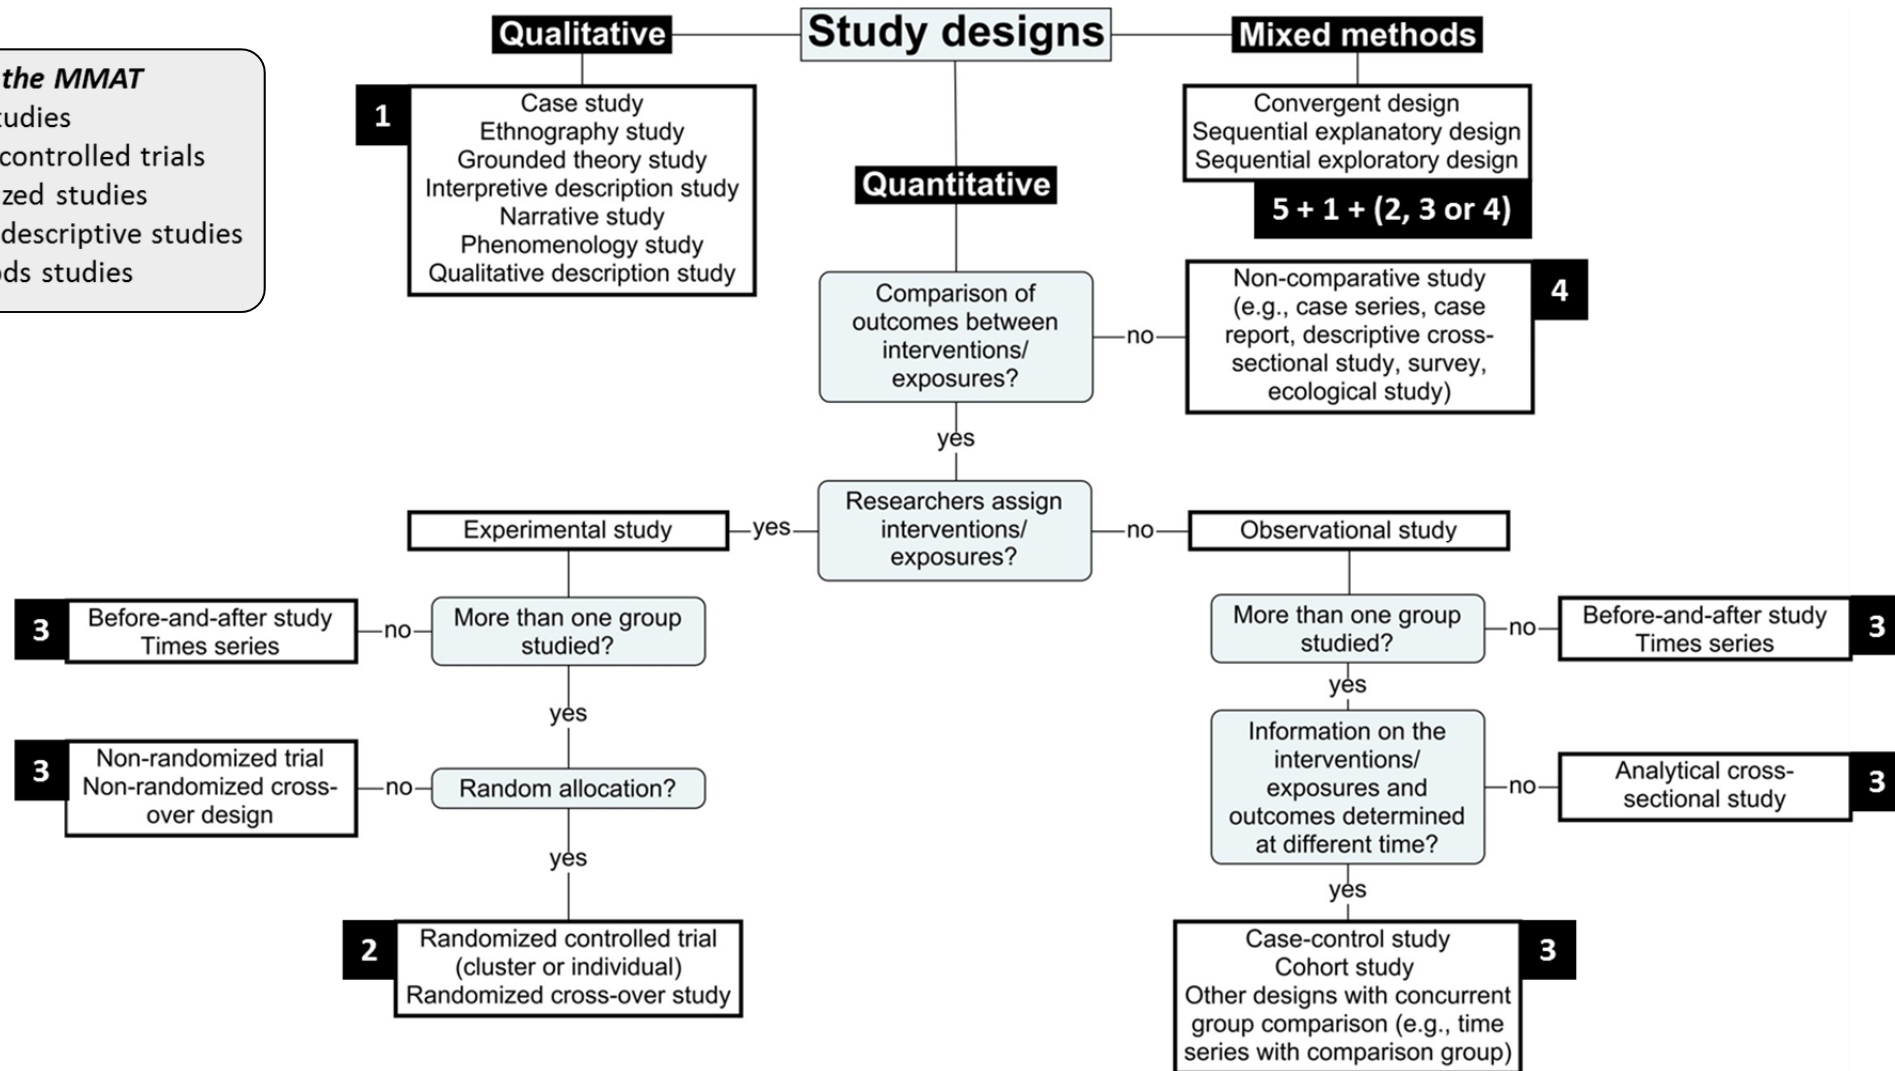 Study designs
Qualitative
Mixed methods
the MMAT
controlled trials
descriptive studies
studies
1
Case study
Ethnography study
Grounded theory study
Interpretive description study
Narrative study
Phenomenology study
Qualitative description study
Convergent design
Sequential explanatory design
Sequential exploratory design
5 + 1 + (2, 3 or 4)
Quantitative
Comparison of
outcomes between
interventions/
exposures?
no
Non-comparative study
(e.g., case series, case
report, descriptive cross-
sectional study, survey,
ecological study)
4
yes
Researchers assign
interventions/
exposures?
yes
Experimental study
no
Observational study
More than one group
studied?
no
Before-and-after study
Times series
3
yes
Random allocation?
no
Non-randomized trial
Non-randomized cross-
over design
3
yes
2
Randomized controlled trial
(cluster or individual)
Randomized cross-over study
More than one group
studied?
no
Before-and-after study
Times series
3
yes
Information on the
interventions/
exposures and
outcomes determined
at different time?
no
Analytical cross-
sectional study
3
yes
Case-control study
Cohort study
Other designs with concurrent
group comparison (e.g., time
series with comparison group)
3